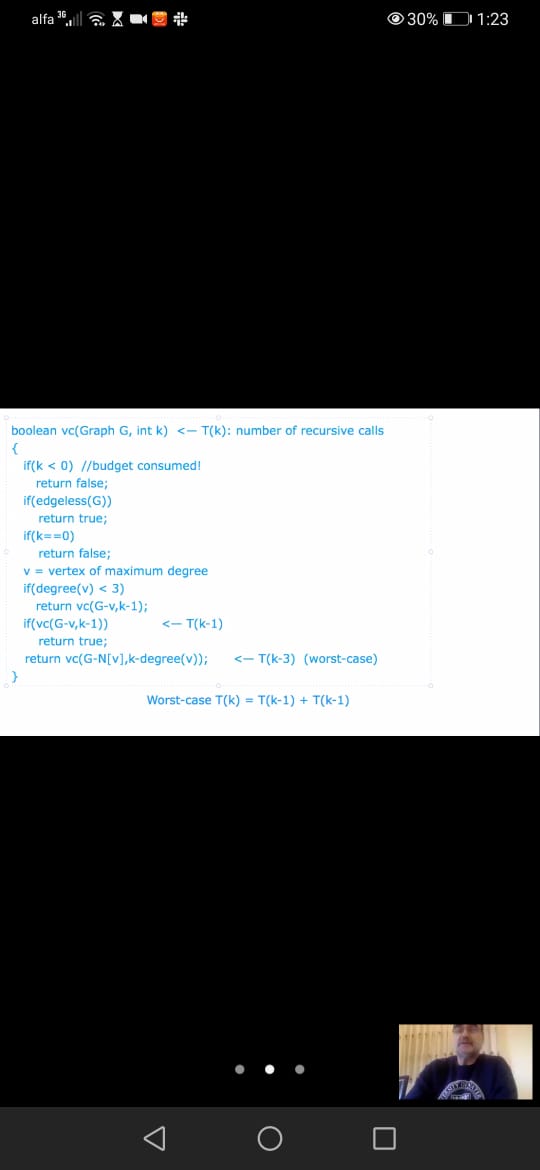 alfa 3G 30% 1:23
boolean vc(Graph G, int k) <— T(k): number of recursive calls
{
if(k < 0) //budget consumed!
return false;
if(edgeless(G))
return true;
if(k==0)
return false;
v = vertex of maximum degree
if(degree(v) < 3)
return vc(G-v,k-1);
if(vc(G-v,k-1)) <— T(k-1)
return true;
return vc(G-N[v],k-degree(v)); <— T(k-3) (worst-case)
}
Worst-case T(k) = T(k-1) + T(k-1)